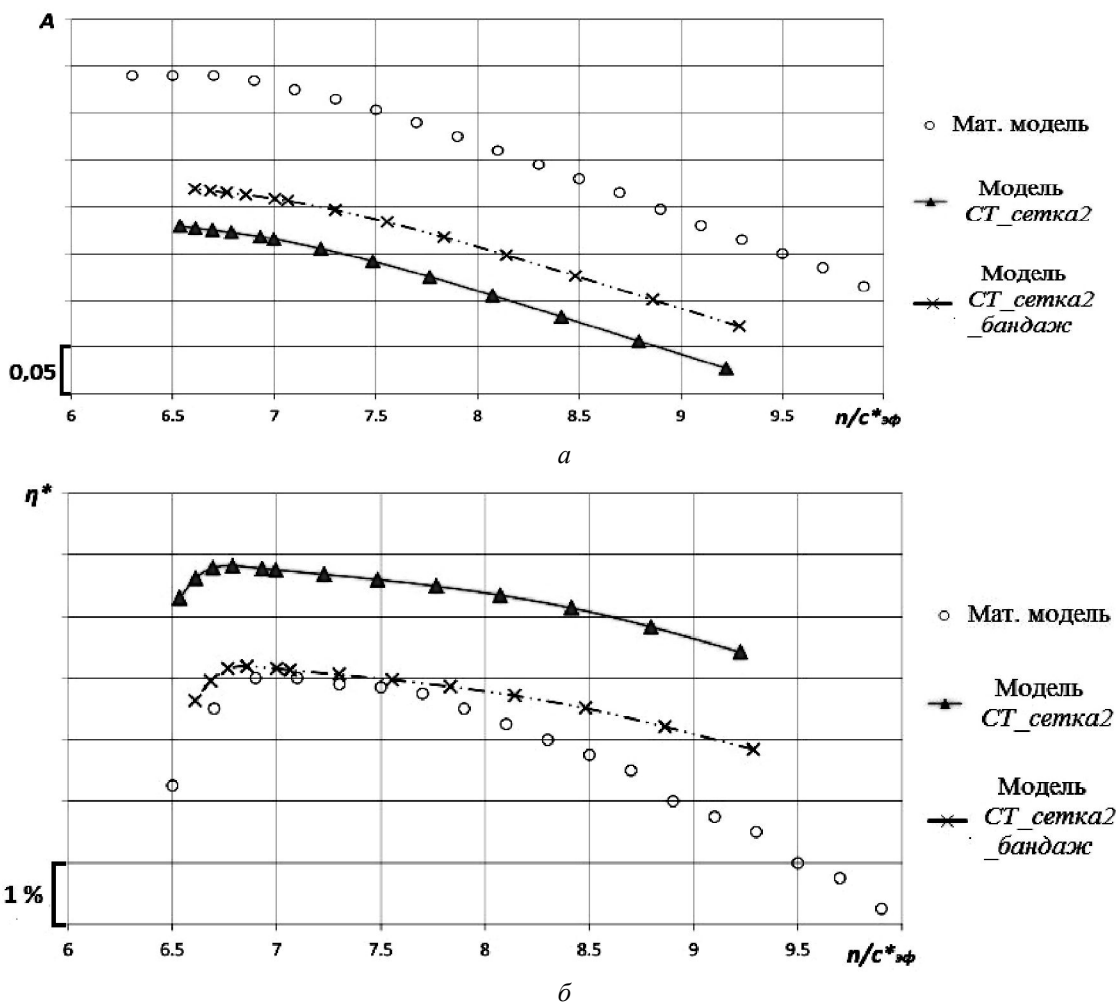 A
0,05
6 6.5 7 7.5 8 8.5 9 9.5
n/c*эф
Мат. модель
Модель
СТ_сетка2
Модель
СТ_сетка2
_бандаж
а
η*
1 %
6 6.5 7 7.5 8 8.5 9 9.5
n/c*эф
Мат. модель
Модель
СТ_сетка2
Модель
СТ_сетка2
_бандаж
б